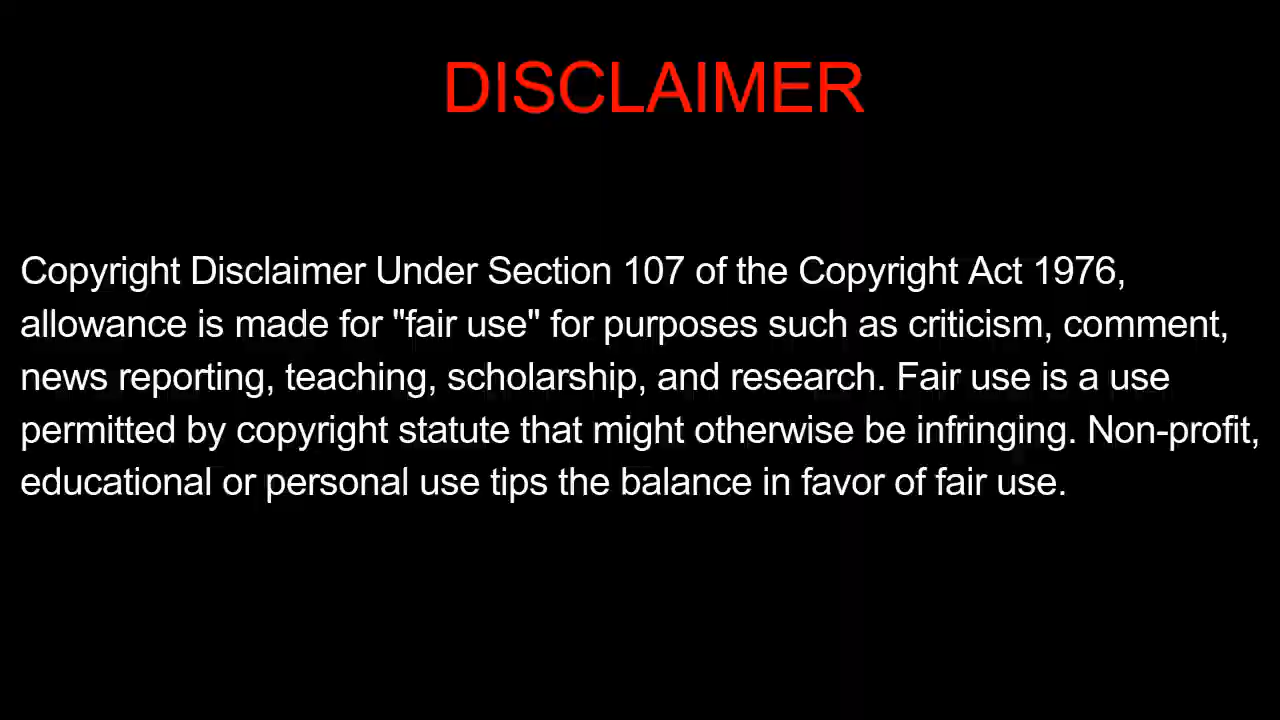 DISCLAIMER
Copyright Disclaimer Under Section 107 of the Copyright Act 1976,
allowance is made for "fair use" for purposes such as criticism, comment,
news reporting, teaching, scholarship, and research. Fair use is a use
permitted by copyright statute that might otherwise be infringing. Non-profit,
educational or personal use tips the balance in favor of fair use.